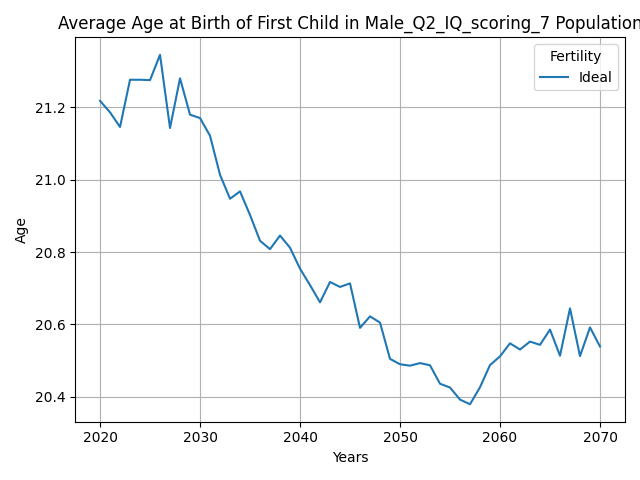 Average Age at Birth of First Child in Male_Q2_IQ_scoring_7 Population
Fertility
Ideal
21.2
21.0
20.8
20.6
20.4
Age
2020 2030 2040 2050 2060 2070
Years